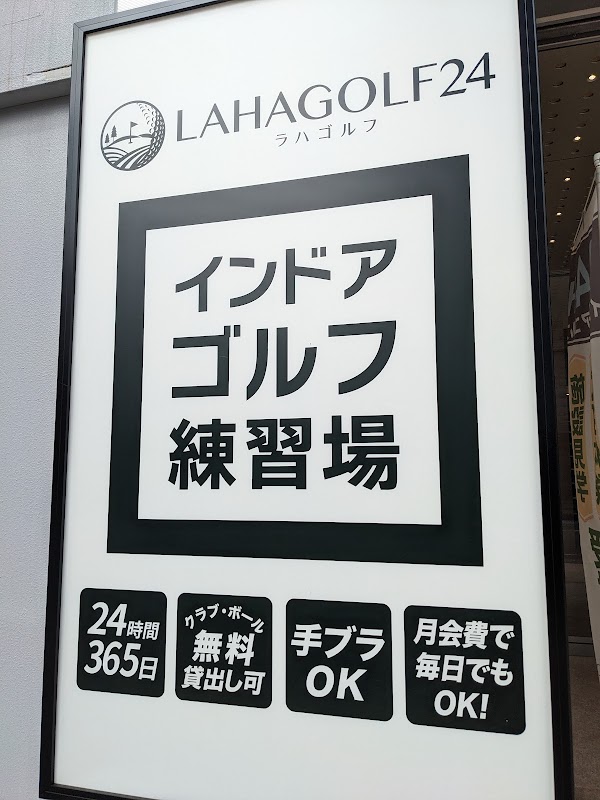 LAHAGOLF24
ラハゴルフ
インドア
ゴルフ
練習場
24時間
365日
クラブ・ボール
無料
貸出し可
手ブラ
OK
月会費で
毎日でも
OK!